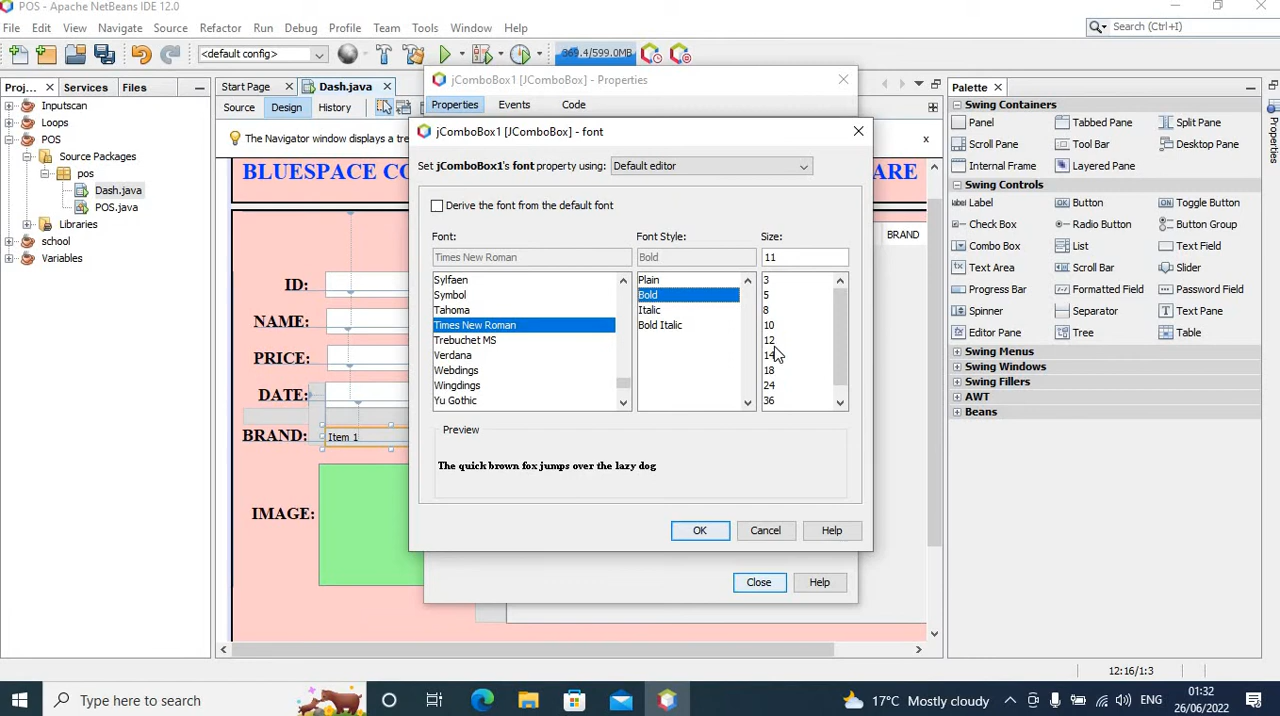 POS - Apache NetBeans IDE 12.0
File Edit View Navigate Source Refactor Run Debug Profile Team Tools Window Help
Search (Ctrl+I)
<default config>
369.4/599.0MB
Proj... Services Files
Start Page
Dash.java
Source Design History
The Navigator window displays a tre
Inputscan
Loops
POS
Source Packages
pos
Dash.java
POS.java
Libraries
school
Variables
BLUESPACE CO
ARE
BRAND
ID:
NAME:
PRICE:
DATE:
BRAND:
Item 1
IMAGE:
jComboBox1 [JComboBox] - Properties
Properties Events Code
jComboBox1 [JComboBox] - font
Set jComboBox1's font property using: Default editor
Derive the font from the default font
Font: Font Style: Size:
Times New Roman Bold 11
Sylfaen
Symbol
Tahoma
Times New Roman
Trebuchet MS
Verdana
Webdings
Wingdings
Yu Gothic
Plain
Bold
Italic
Bold Italic
3
5
8
10
12
14
18
24
36
Preview
The quick brown fox jumps over the lazy dog
OK Cancel Help
Close Help
Palette
Swing Containers
Panel Tabbed Pane Split Pane
Scroll Pane Tool Bar Desktop Pane
Internal Frame Layered Pane
Swing Controls
Label Button Toggle Button
Check Box Radio Button Button Group
Combo Box List Text Field
Text Area Scroll Bar Slider
Progress Bar Formatted Field Password Field
Spinner Separator Text Pane
Editor Pane Tree Table
Swing Menus
Swing Windows
Swing Fillers
AWT
Beans
Properties
12:16/1:3
Type here to search
17°C Mostly cloudy
ENG
01:32
26/06/2022